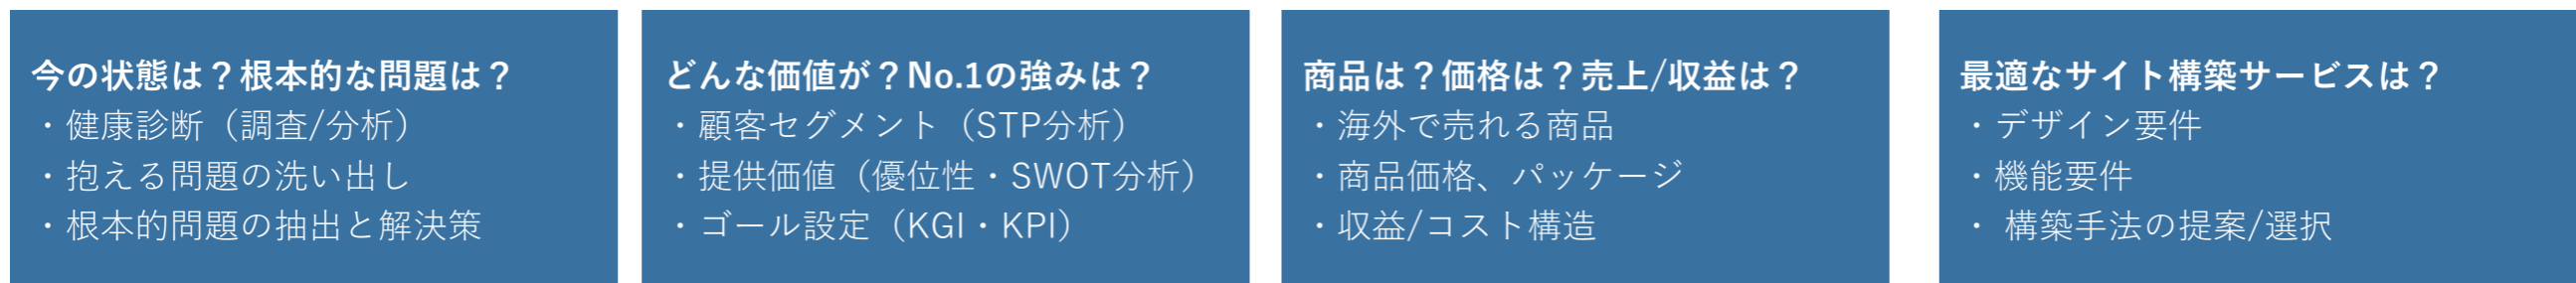 今の状態は？根本的な問題は？
・健康診断（調査/分析）
・抱える問題の洗い出し
・根本的問題の抽出と解決策
どんな価値が？No.1の強みは？
・顧客セグメント（STP分析）
・提供価値（優位性・SWOT分析）
・ゴール設定（KGI・KPI）
商品は？価格は？売上/収益は？
・海外で売れる商品
・商品価格、パッケージ
・収益/コスト構造
最適なサイト構築サービスは？
・デザイン要件
・機能要件
・ 構築手法の提案/選択